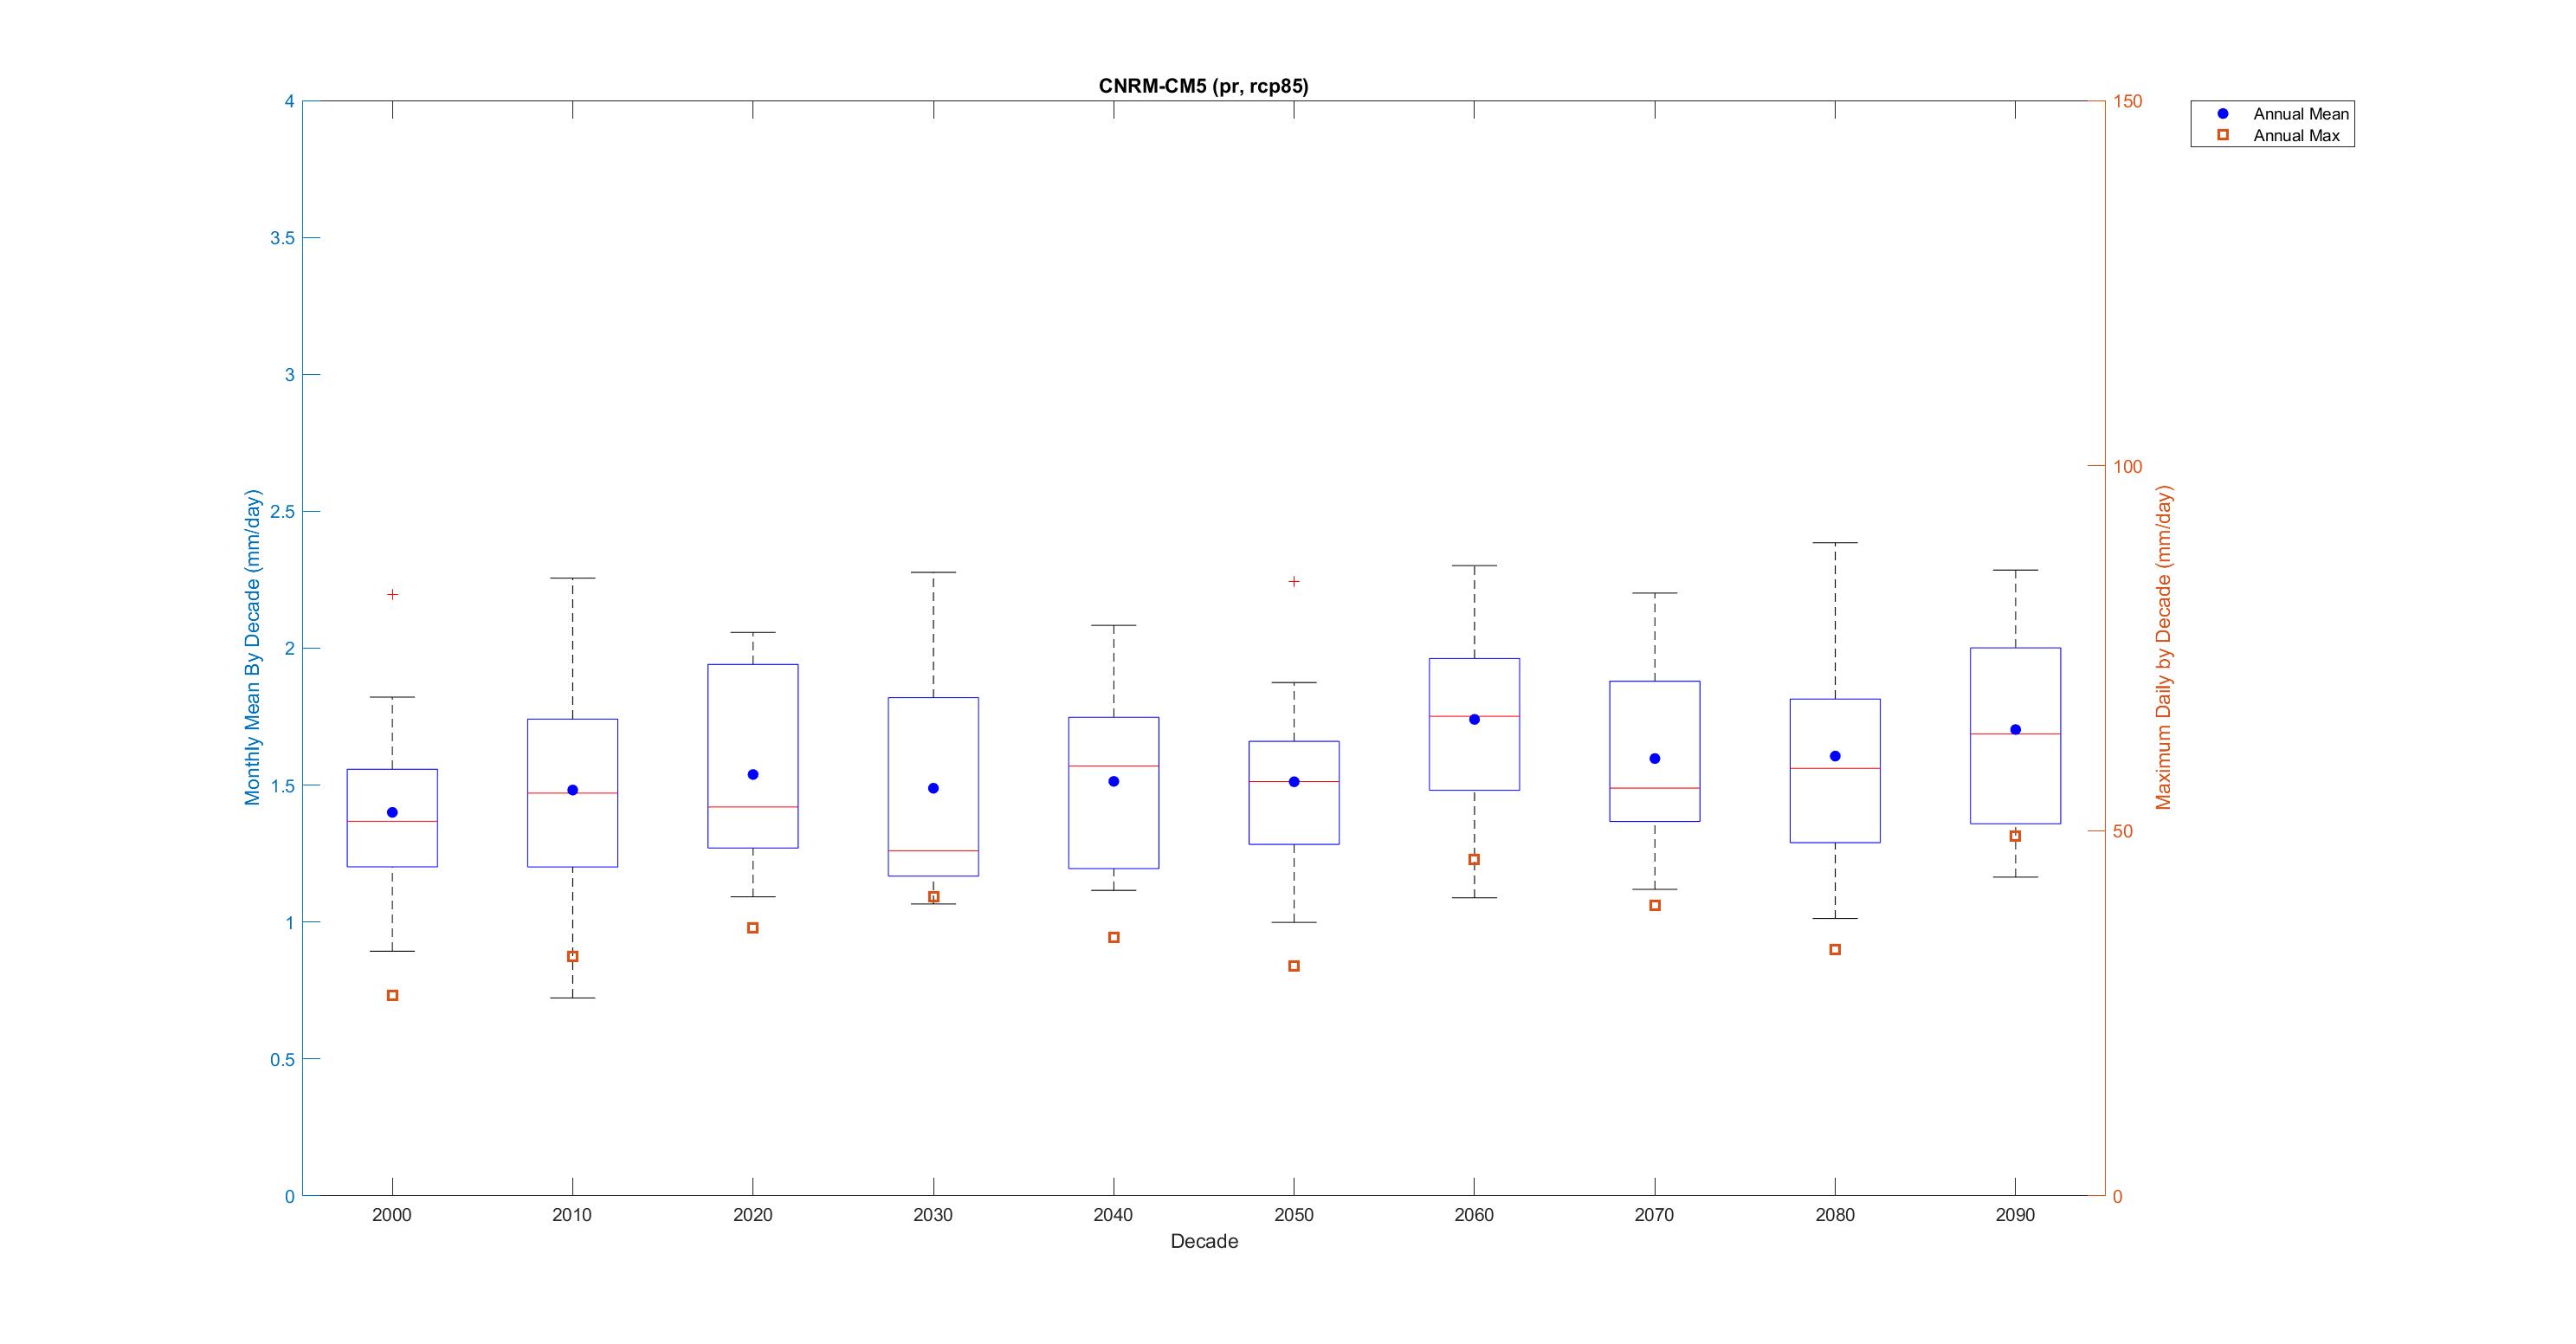 CNRM-CM5 (pr, rcp85)
4
3.5
3
2.5
2
1.5
1
0.5
0
Monthly Mean By Decade (mm/day)
2000 2010 2020 2030 2040 2050 2060 2070 2080 2090
Decade
150
100
50
0
Maximum Daily by Decade (mm/day)
Annual Mean
Annual Max